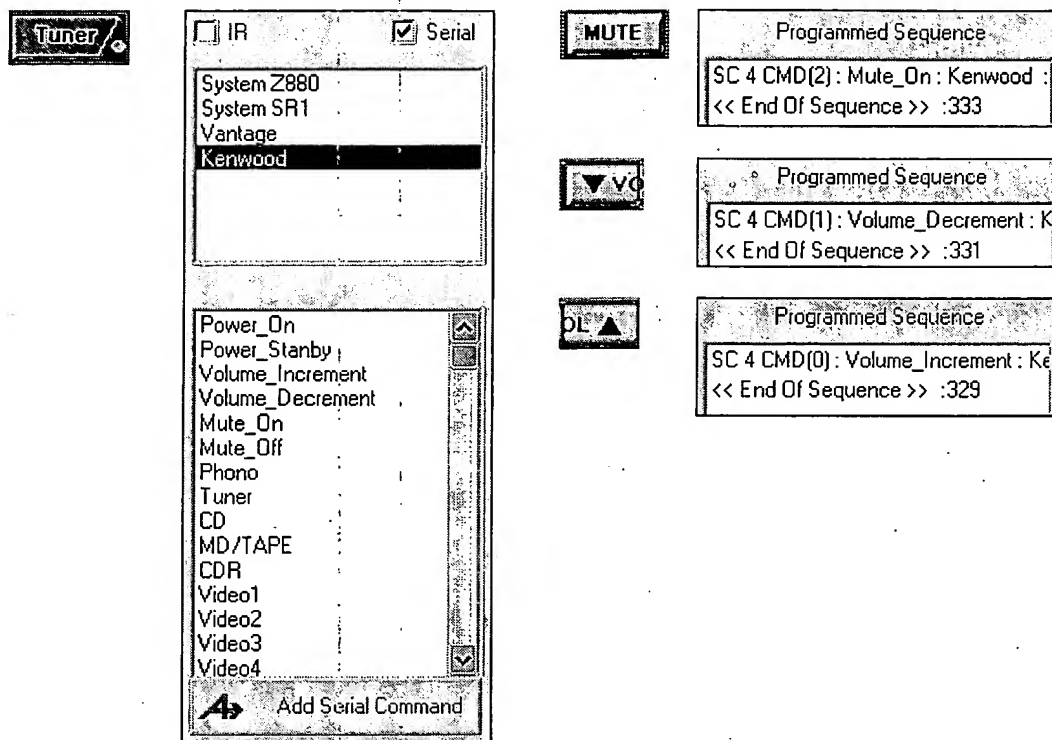 Tuner
IR
Serial
System Z880
System SR1
Vantage
Kenwood
Power_On
Power_Stanby
Volume_Increment
Volume_Decrement
Mute_On
Mute_Off
Phono
Tuner
CD
MD/TAPE
CDR
Video1
Video2
Video3
Video4
Add Serial Command
MUTE
Programmed Sequence
SC 4 CMD(2) : Mute_On : Kenwood :
<< End Of Sequence >> :333
▼ VO
Programmed Sequence
SC 4 CMD(1) : Volume_Decrement : K
<< End Of Sequence >> :331
OL ▲
Programmed Sequence
SC 4 CMD(0) : Volume_Increment : Ke
<< End Of Sequence >> :329